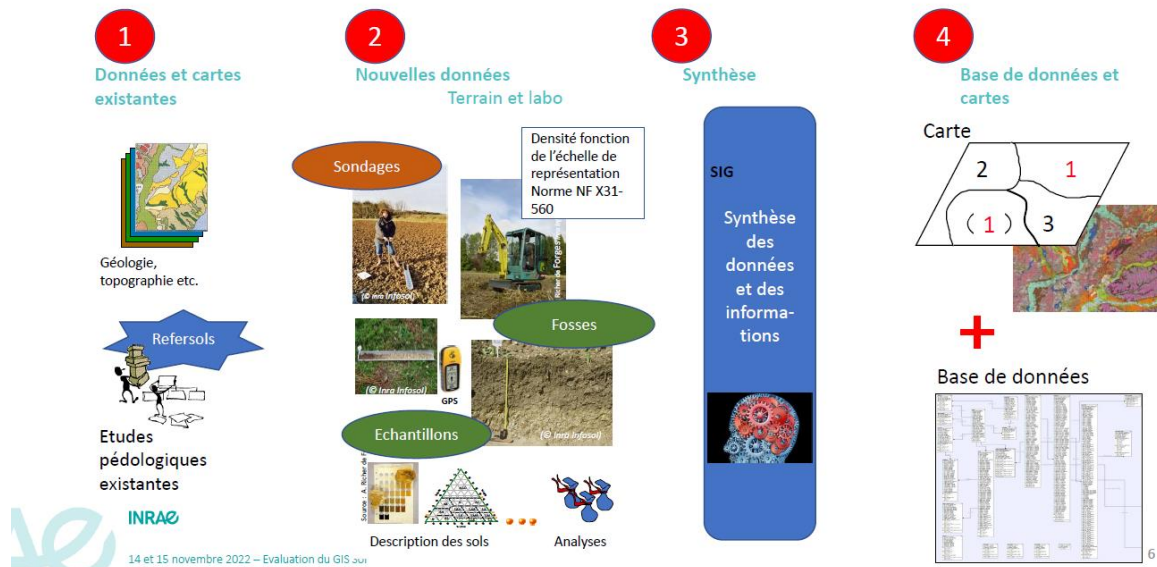 1
Données et cartes
existantes
Géologie,
topographie etc.
Refersols
Etudes
pédologiques
existantes
2
Nouvelles données
Terrain et labo
Densité fonction
de l'échelle de
représentation
Norme NF X31-
560
Sondages
(© Inra Infosol)
Fosses
(© Inra Infosol)
GPS
(© Inra Infosol)
Echantillons
Description des sols
Analyses
3
Synthèse
SIG
Synthèse
des
données
et des
informa-
tions
4
Base de données et
cartes
Carte
2
1
( 1 )
3
+
Base de données
INRAE
14 et 15 novembre 2022 – Evaluation du GIS Sol
6